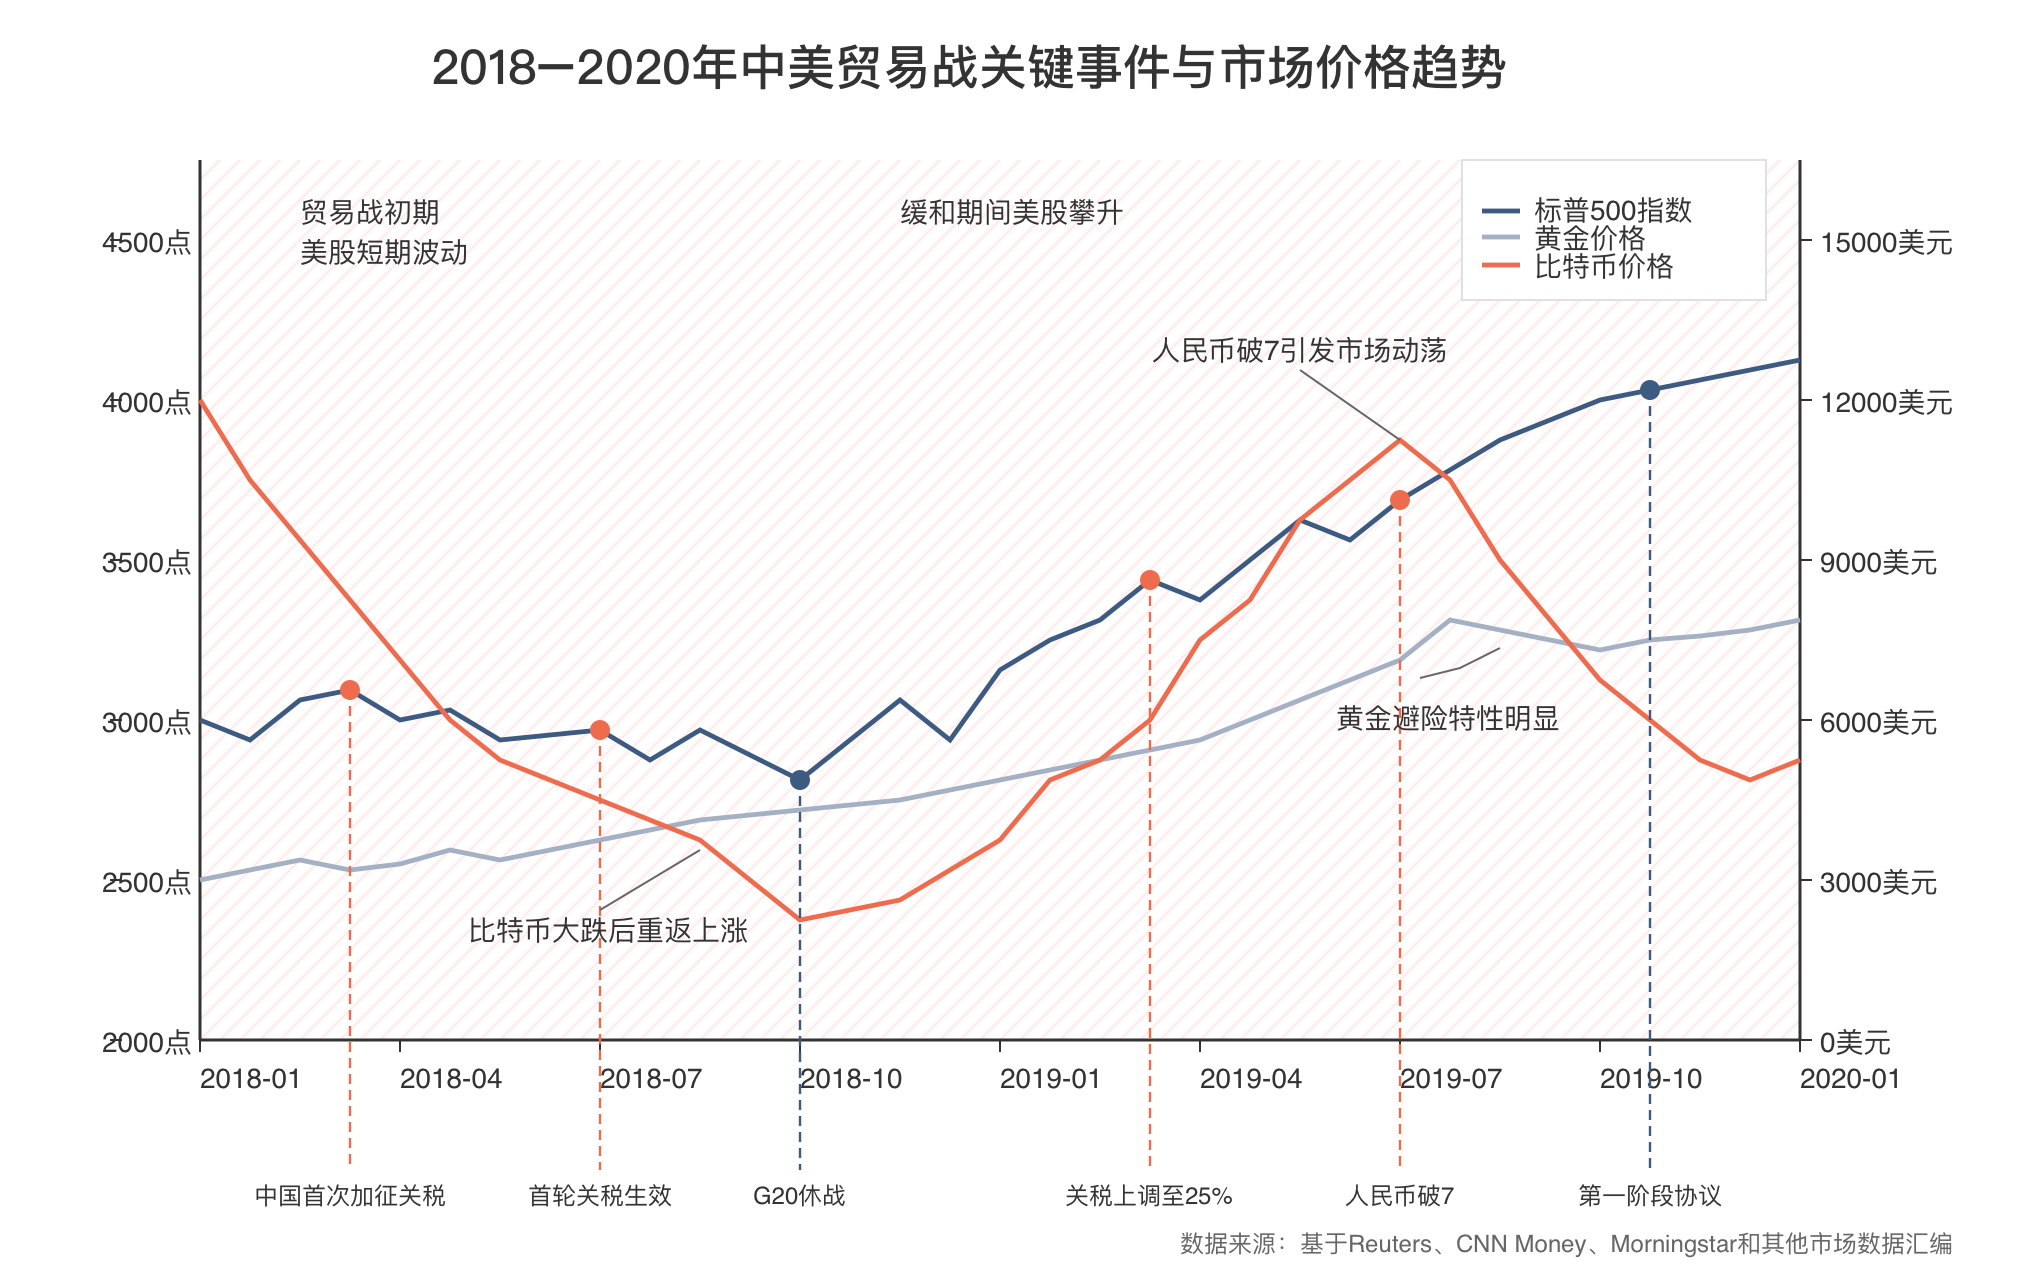 2018—2020年中美贸易战关键事件与市场价格趋势
贸易战初期
美股短期波动
缓和期间美股攀升
标普500指数
黄金价格
比特币价格
4500点
4000点
3500点
3000点
2500点
2000点
15000美元
12000美元
9000美元
6000美元
3000美元
0美元
人民币破7引发市场动荡
黄金避险特性明显
比特币大跌后重返上涨
2018-01
2018-04
2018-07
2018-10
2019-01
2019-04
2019-07
2019-10
2020-01
中国首次加征关税
首轮关税生效
G20休战
关税上调至25%
人民币破7
第一阶段协议
数据来源：基于Reuters、CNN Money、Morningstar和其他市场数据汇编